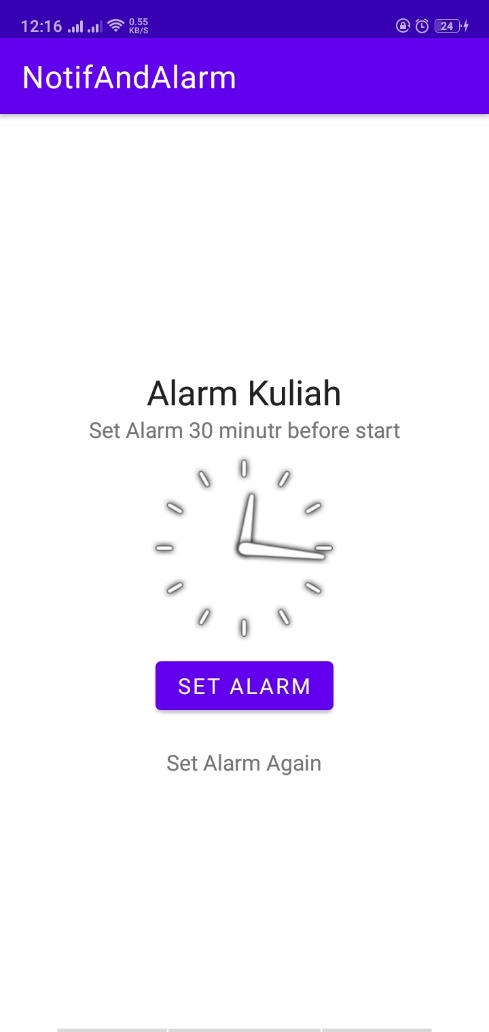 12:16
0.55
KB/S
24
NotifAndAlarm
Alarm Kuliah
Set Alarm 30 minutr before start
SET ALARM
Set Alarm Again